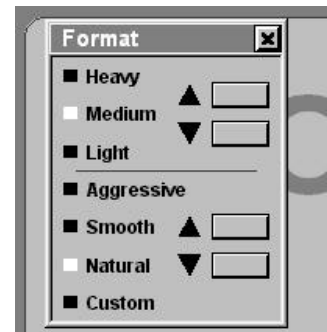 Format
Heavy
Medium
Light
Aggressive
Smooth
Natural
Custom